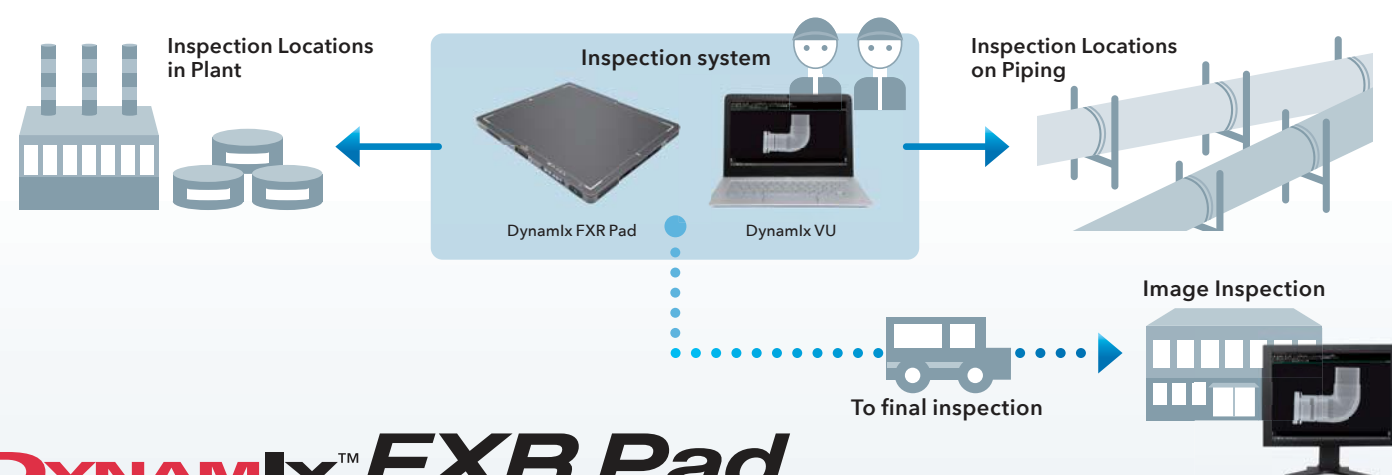 Inspection Locations
in Plant
Inspection system
Inspection Locations
on Piping
DynamIx FXR Pad
DynamIx VU
Image Inspection
To final inspection
DYNAMIx™ FXR Pad